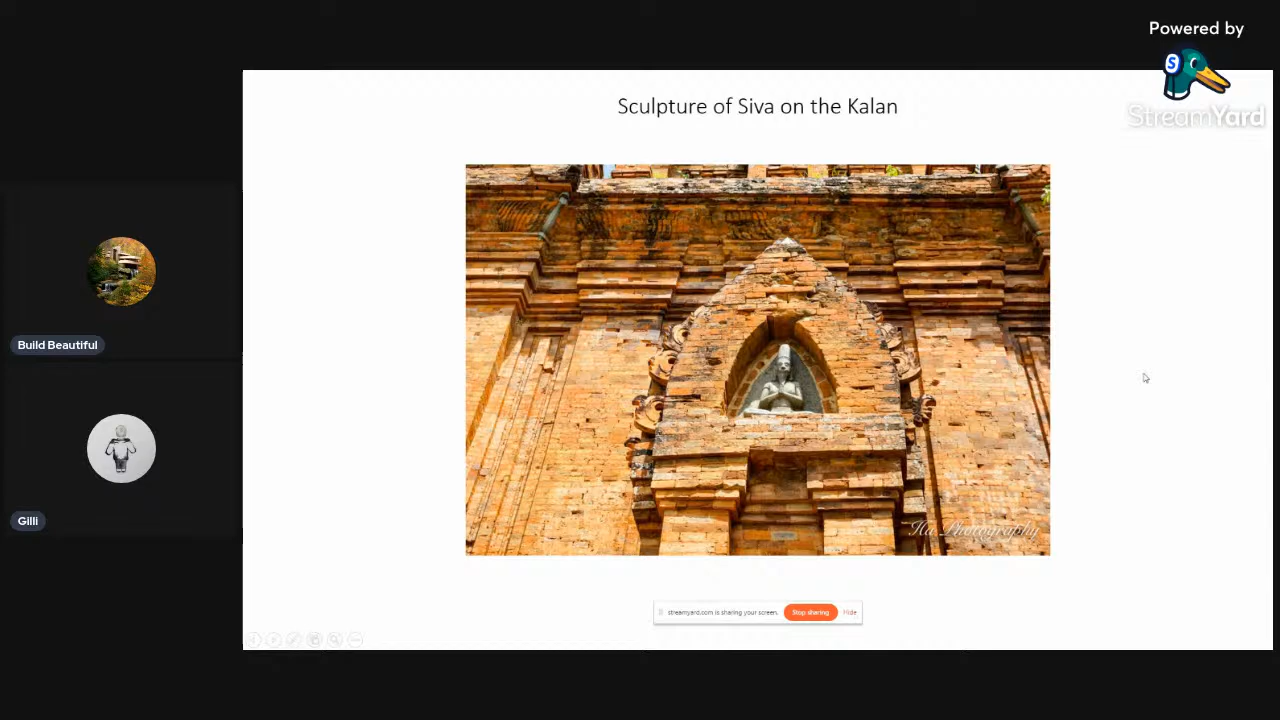 Powered by
S
StreamYard
Sculpture of Siva on the Kalan
Build Beautiful
Gilli
Ha Photography
streamyard.com is sharing your screen.
Stop sharing
Hide